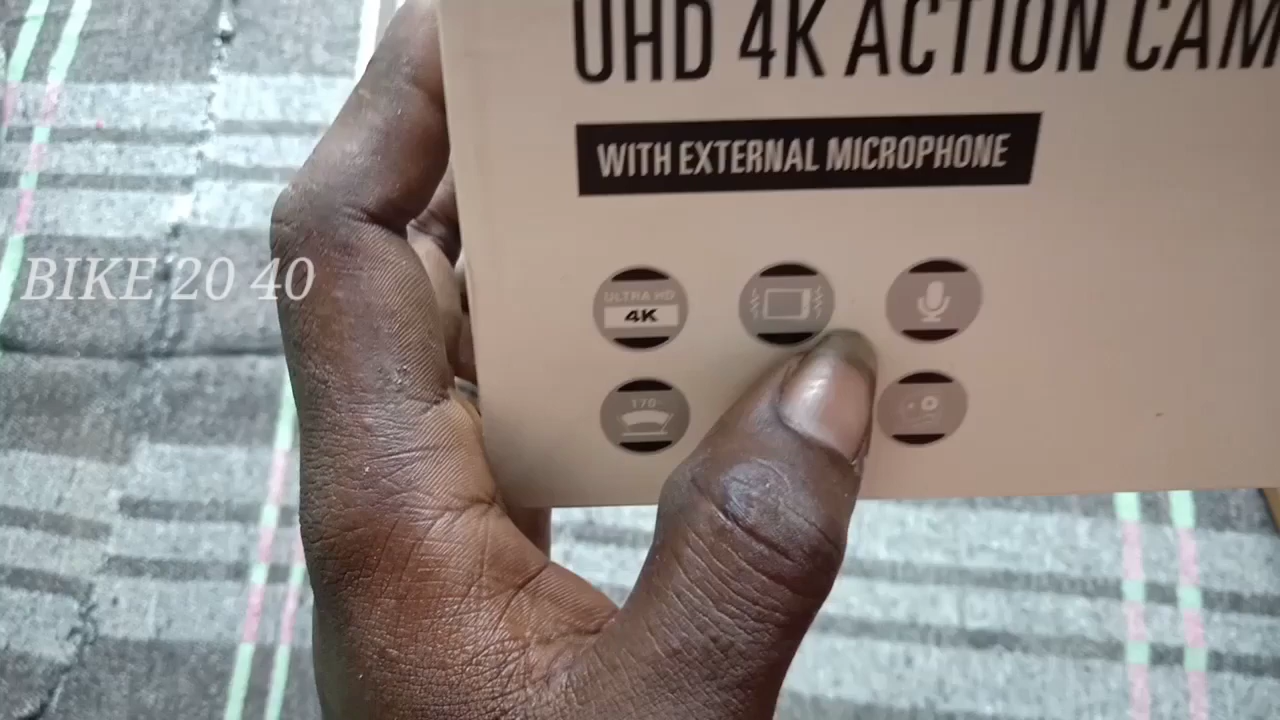 UHD 4K ACTION CAM
WITH EXTERNAL MICROPHONE
BIKE 20 40
ULTRA HD
4K
170°